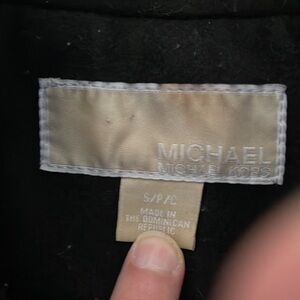 MICHAEL
MICHAEL KORS
S/P/C
MADE IN
THE DOMINICAN
REPUBLIC